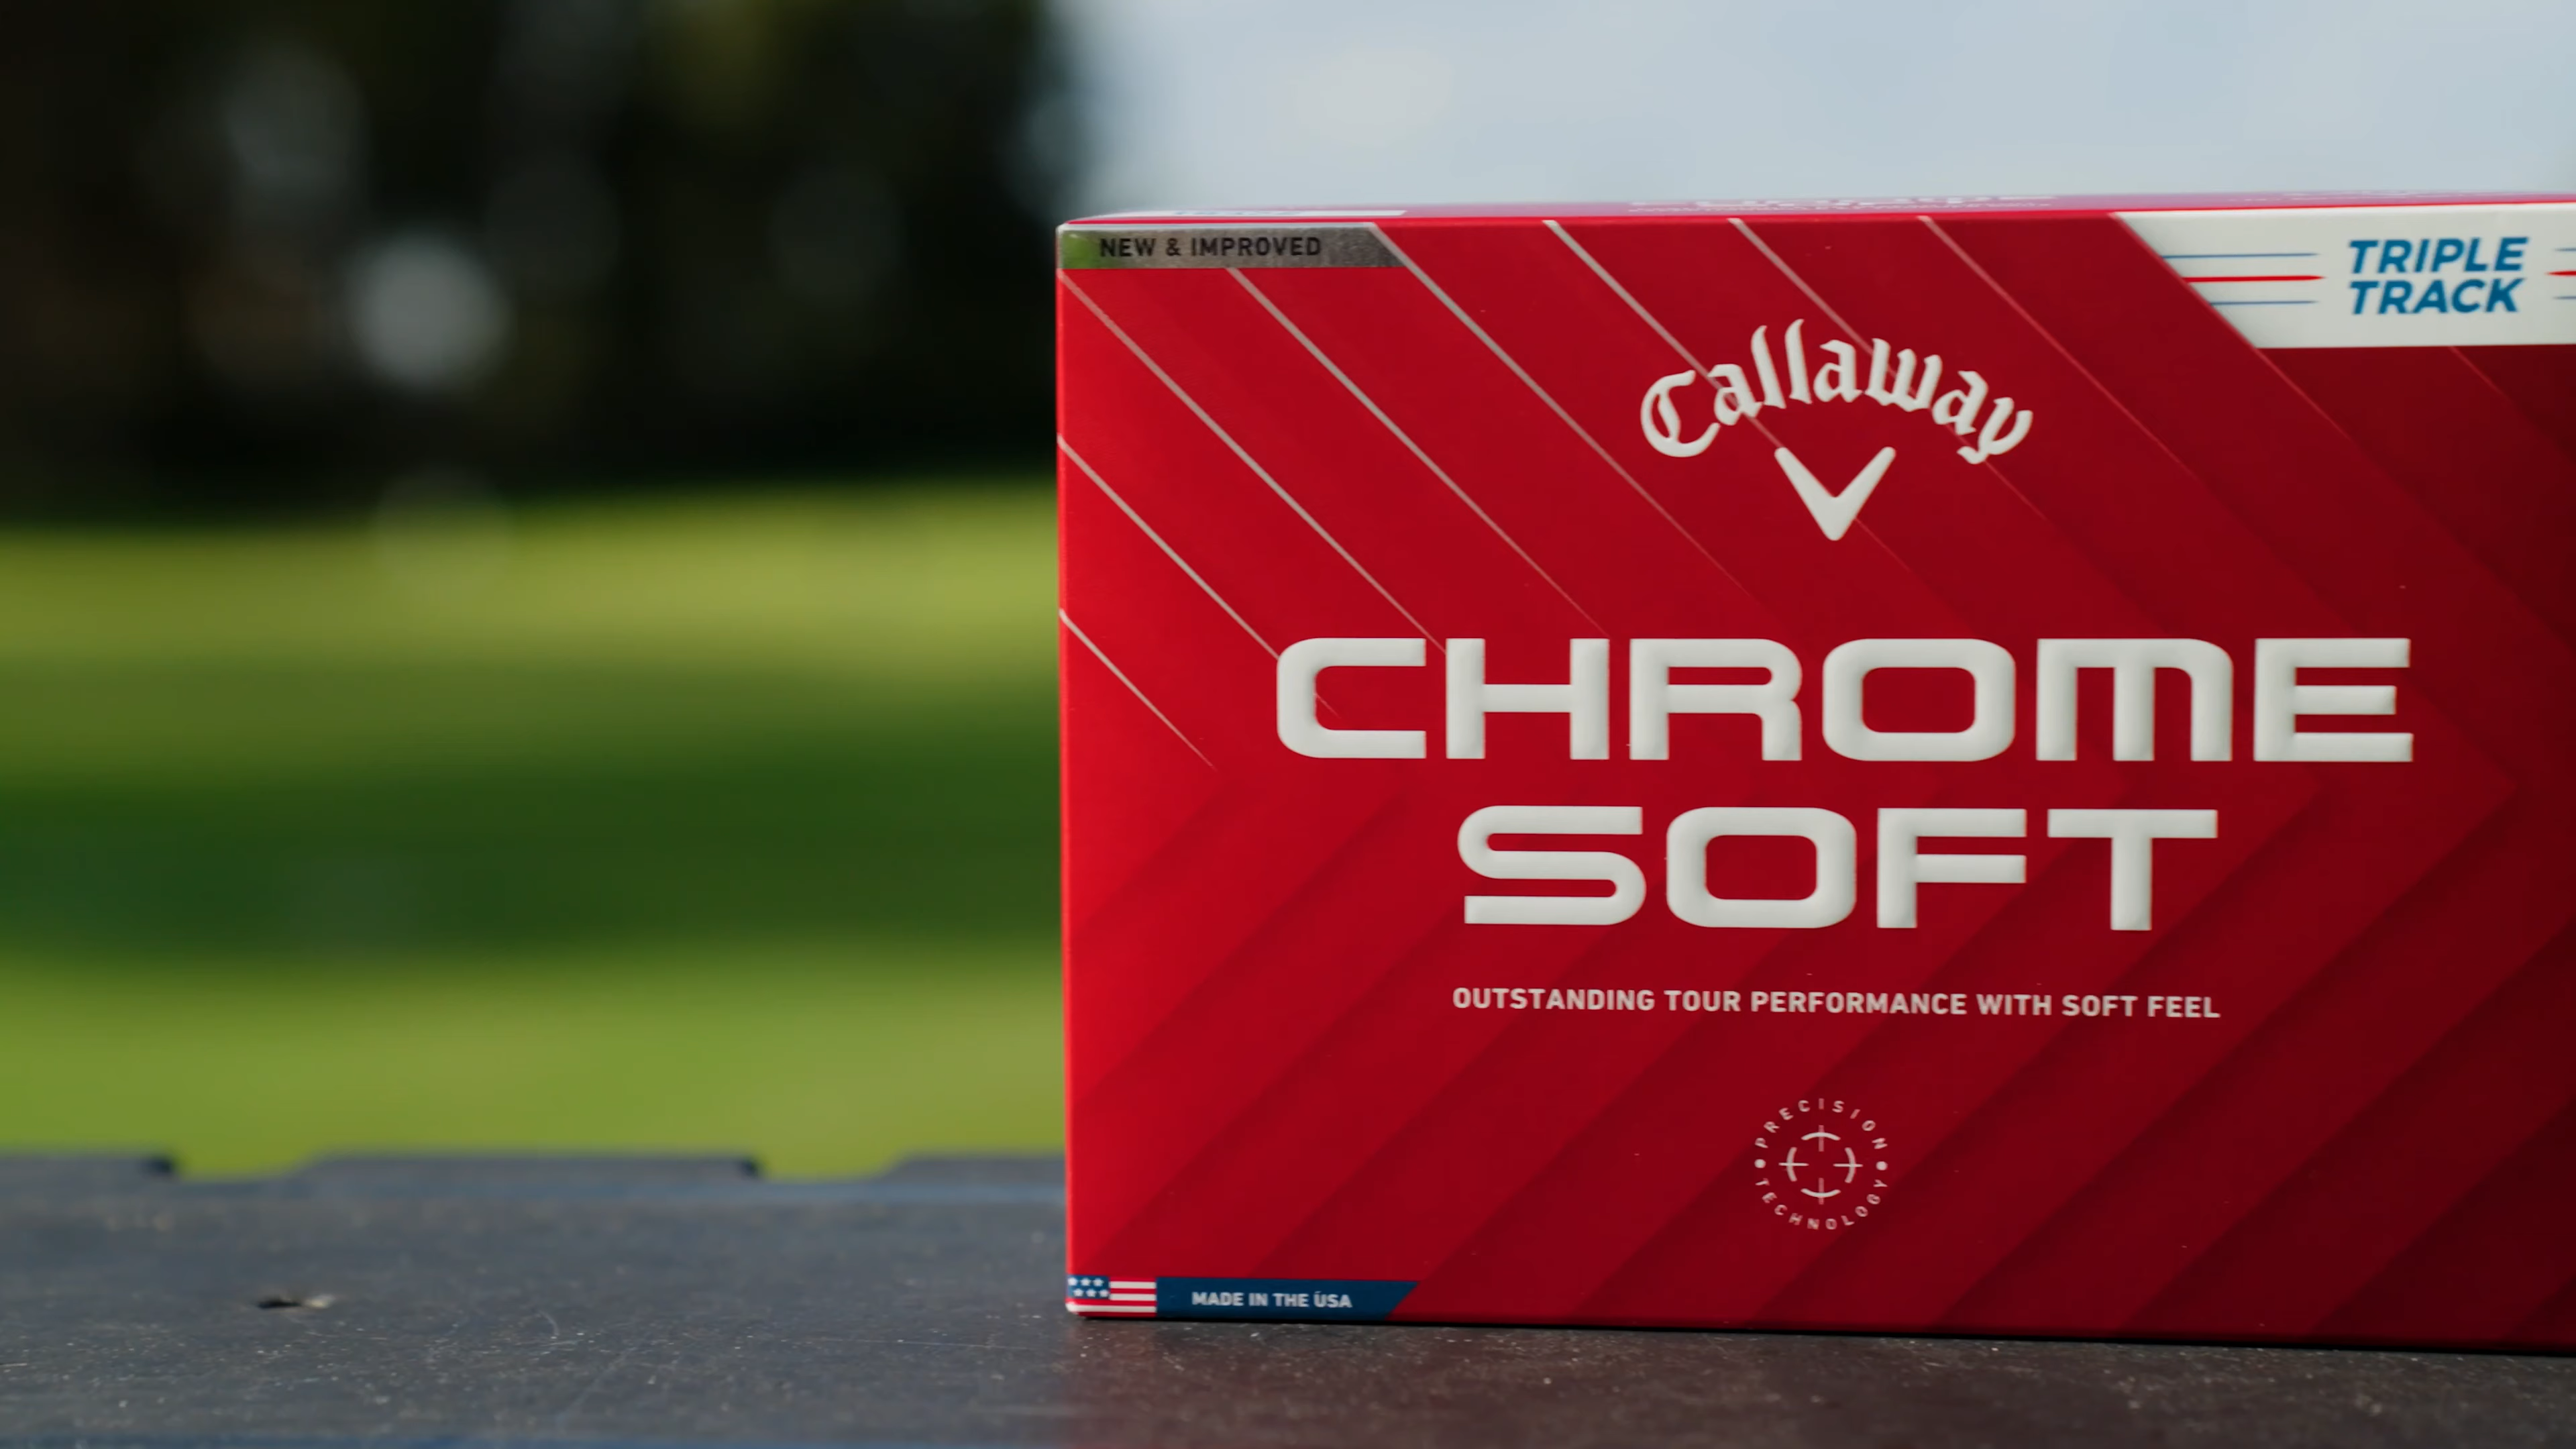 NEW & IMPROVED
TRIPLE
TRACK
Callaway
CHROME
SOFT
OUTSTANDING TOUR PERFORMANCE WITH SOFT FEEL
PRECISION
TECHNOLOGY
MADE IN THE USA